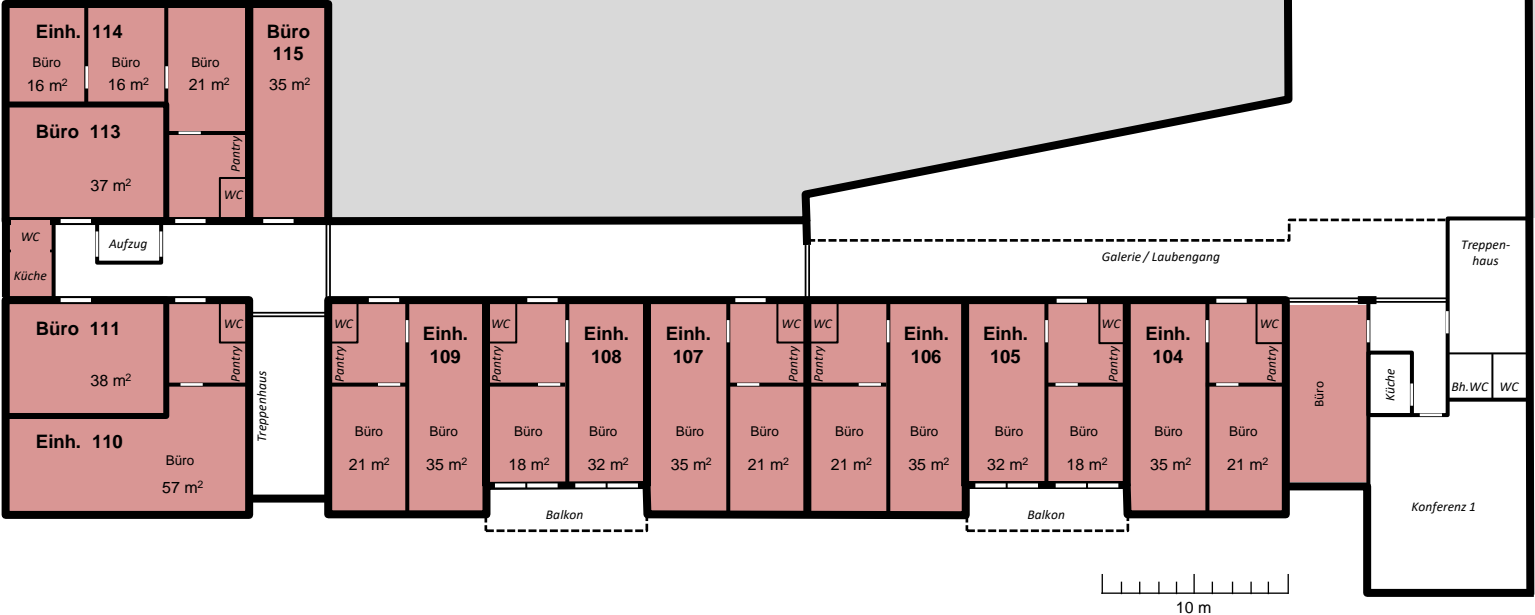 Einh. 114
Büro
16 m²
Büro
16 m²
Büro
21 m²
Büro
115
35 m²
Büro 113
37 m²
Pantry
WC
WC
Küche
Aufzug
Galerie / Laubengang
Treppen-
haus
Büro 111
38 m²
WC
Pantry
Einh. 110
Büro
57 m²
Treppenhaus
WC
Pantry
Büro
21 m²
Einh.
109
Büro
35 m²
WC
Pantry
Büro
18 m²
Einh.
108
Büro
32 m²
Balkon
Einh.
107
Büro
35 m²
WC
Pantry
Büro
21 m²
WC
Pantry
Büro
21 m²
Einh.
106
Büro
35 m²
Einh.
105
Büro
32 m²
WC
Pantry
Büro
18 m²
Balkon
Einh.
104
Büro
35 m²
WC
Pantry
Büro
21 m²
Büro
Küche
Bh.WC
WC
Konferenz 1
10 m